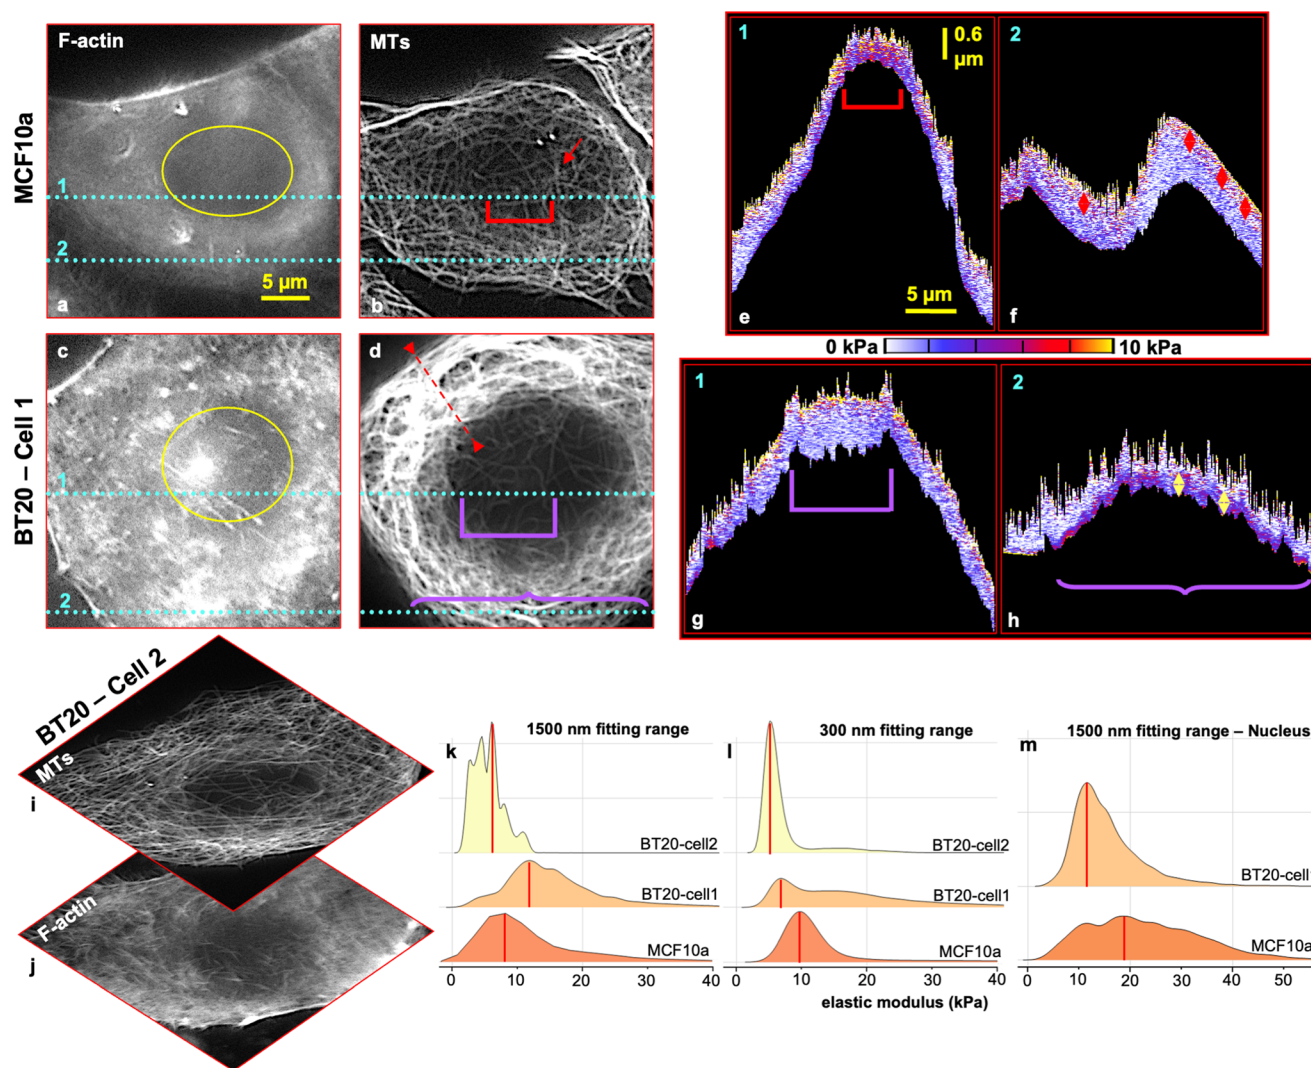 MCF10a
F-actin
1
2
5 µm
a
MTs
b
1
0.6
µm
5 µm
e
2
f
0 kPa
10 kPa
BT20 – Cell 1
c
1
2
d
1
g
2
h
BT20 – Cell 2
MTs
i
F-actin
j
k
1500 nm fitting range
BT20-cell2
BT20-cell1
MCF10a
0 10 20 30 40
l
300 nm fitting range
BT20-cell2
BT20-cell1
MCF10a
0 10 20 30 40
elastic modulus (kPa)
m
1500 nm fitting range – Nucleus
BT20-cell1
MCF10a
0 10 20 30 40 50